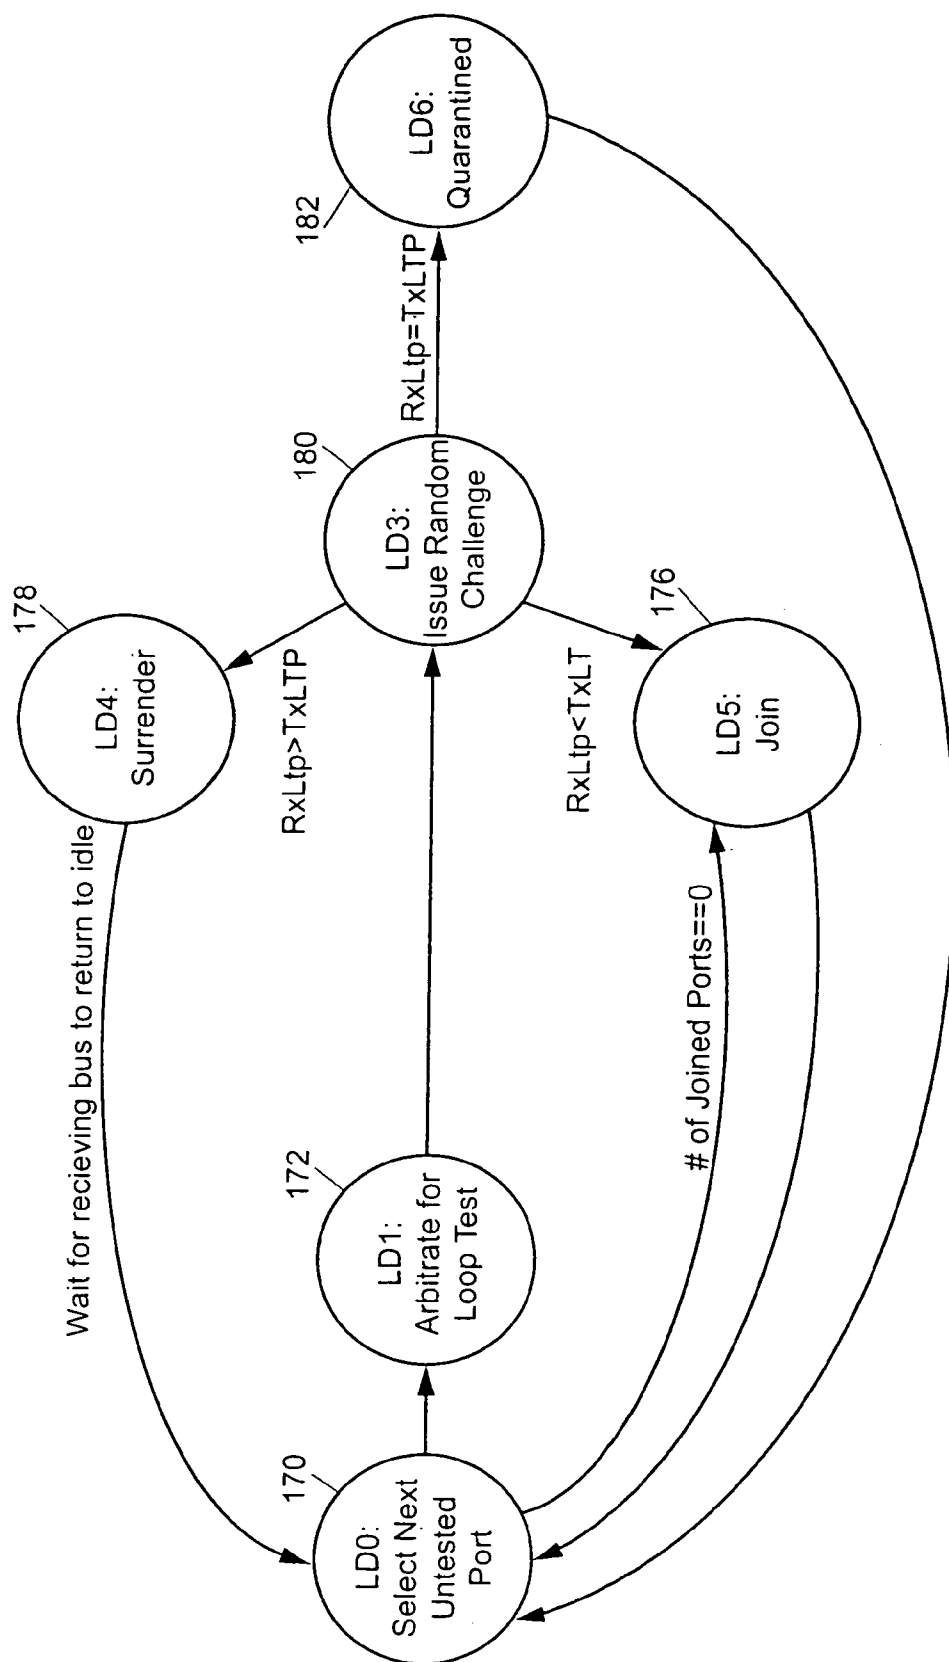 Wait for recieving bus to return to idle
178
LD4:
Surrender
RxLtp>TxLTP
170
LD0:
Select Next
Untested
Port
172
LD1:
Arbitrate for
Loop Test
180
LD3:
Issue Random
Challenge
RxLtp=TxLTP
182
LD6:
Quarantined
RxLtp<TxLT
176
LD5:
Join
# of Joined Ports==0